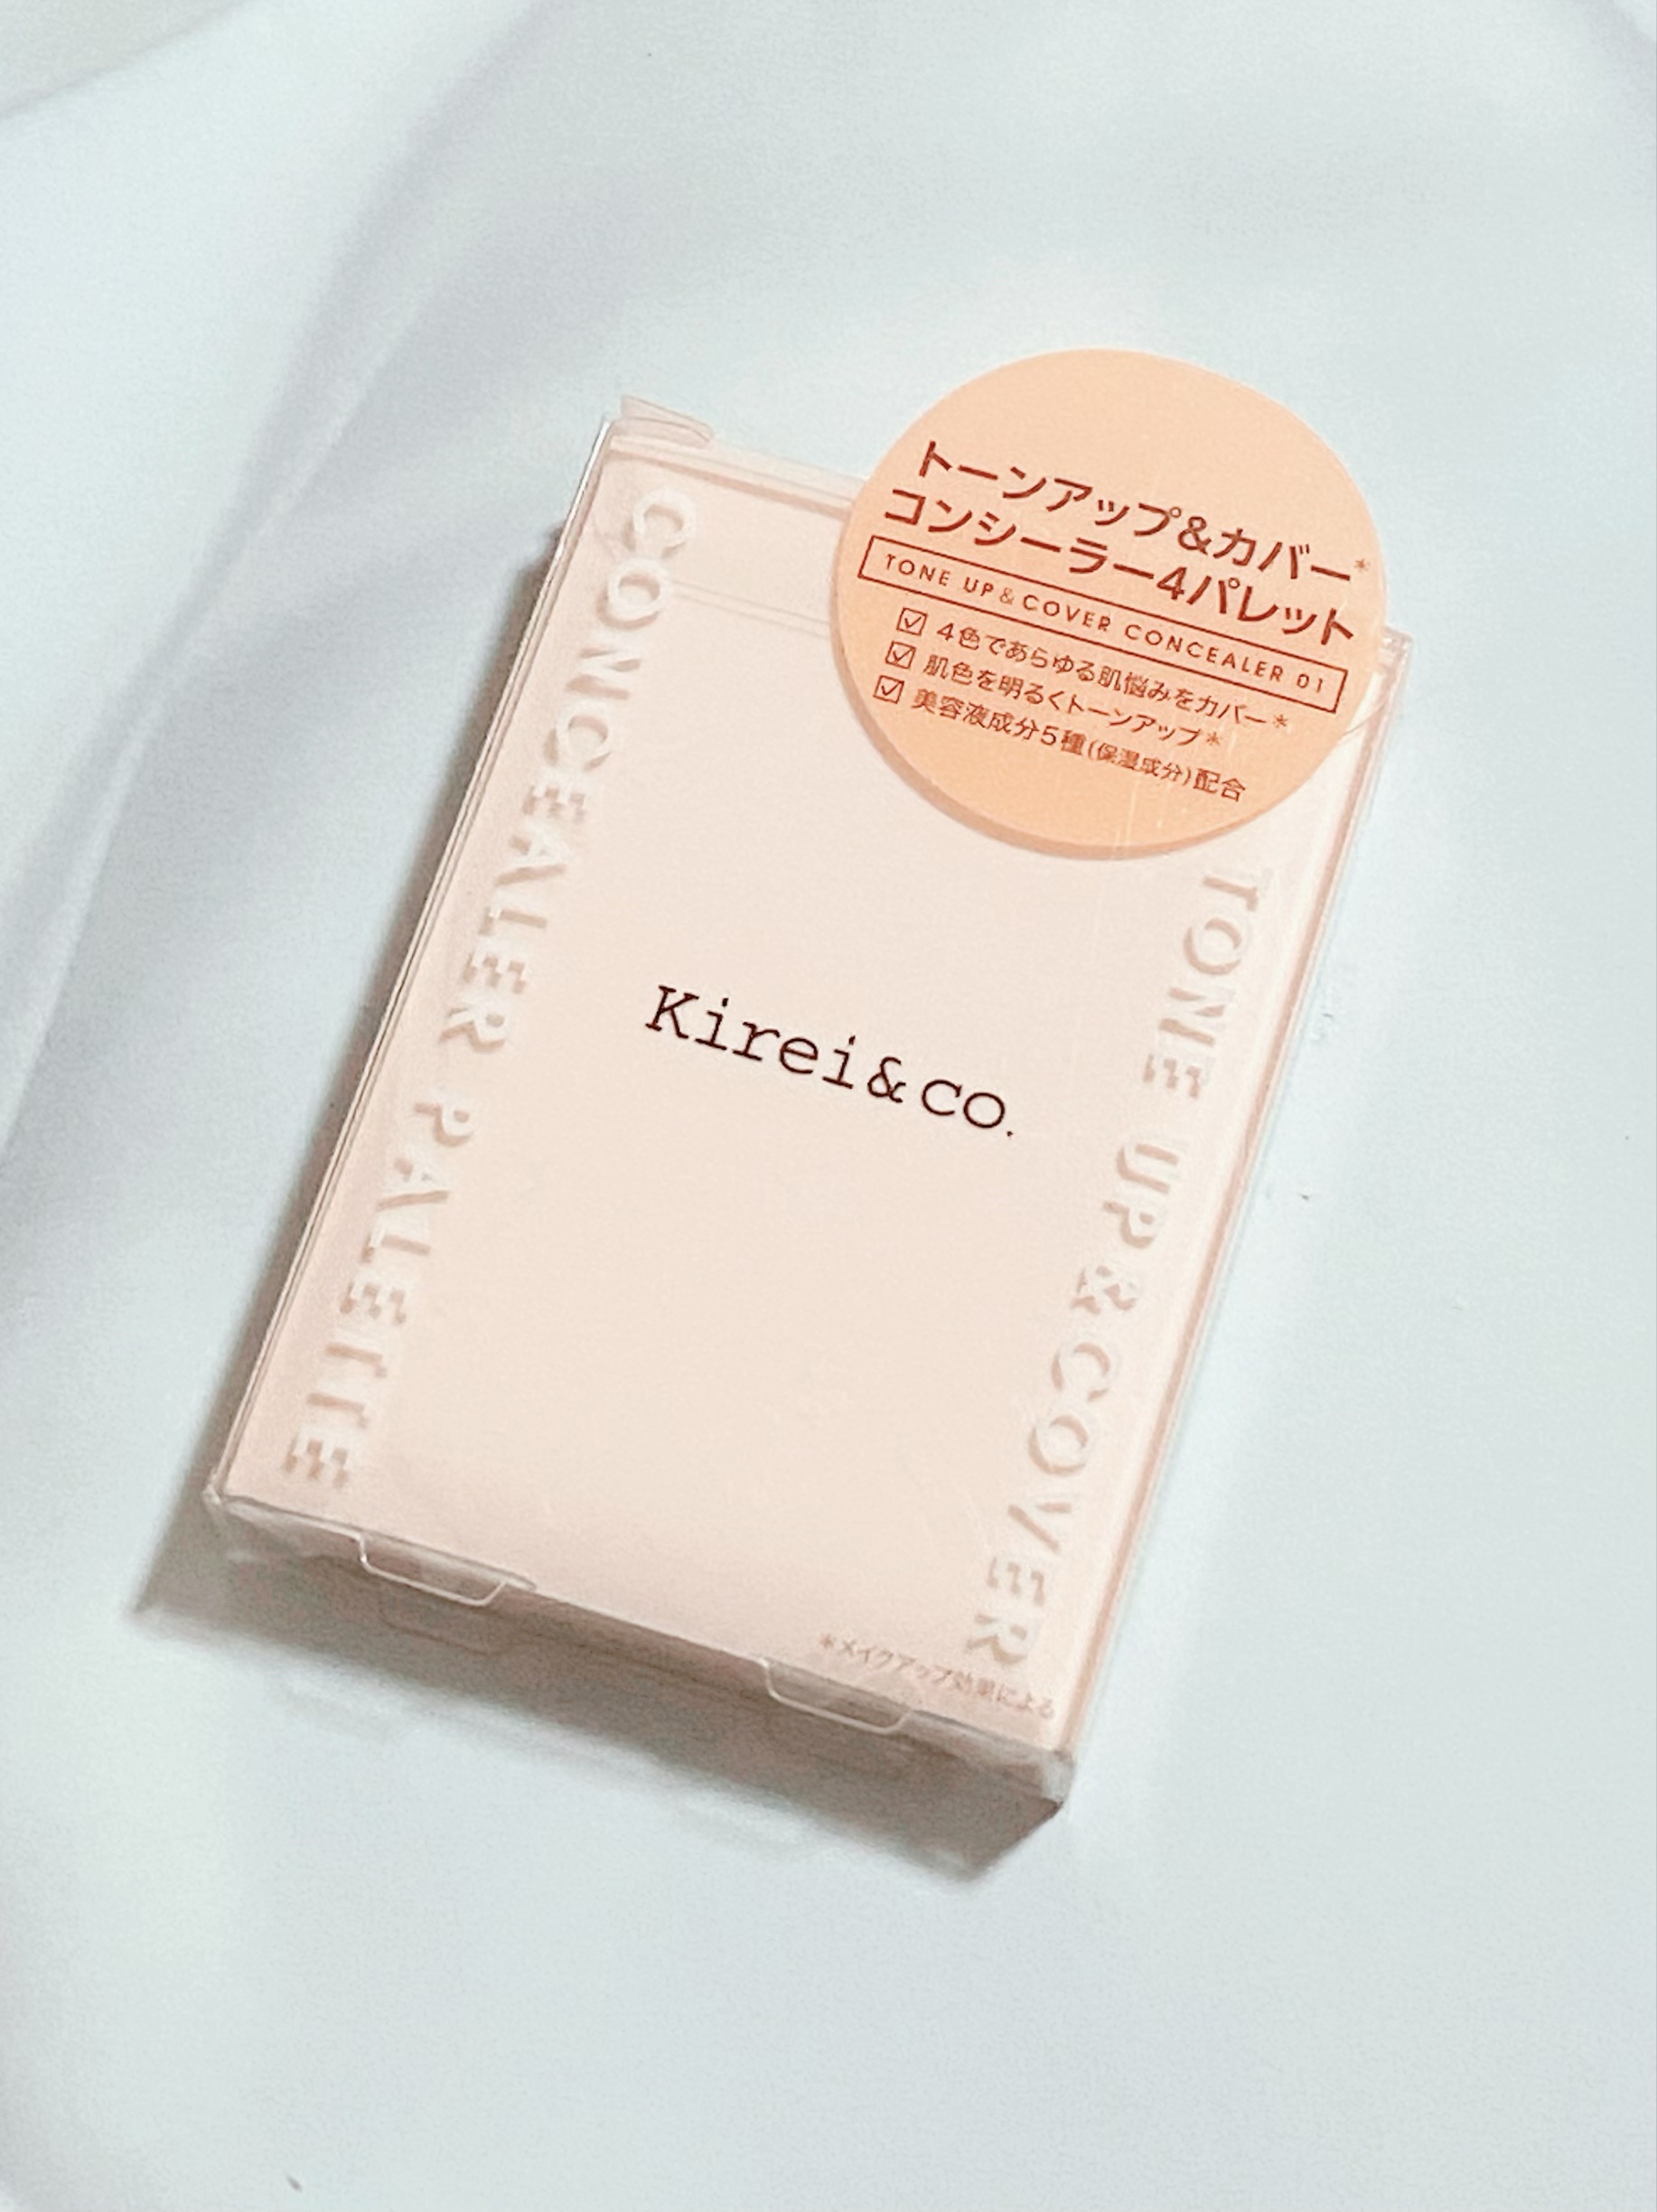 トーンアップ&カバー*
コンシーラー4パレット
TONE UP&COVER CONCEALER 01
☑ 4色であらゆる肌悩みをカバー*
☑ 肌色を明るくトーンアップ*
☑ 美容液成分5種(保湿成分)配合
CONCEALER PALETTE
Kirei&co.
TONE UP&COVER
*メイクアップ効果による